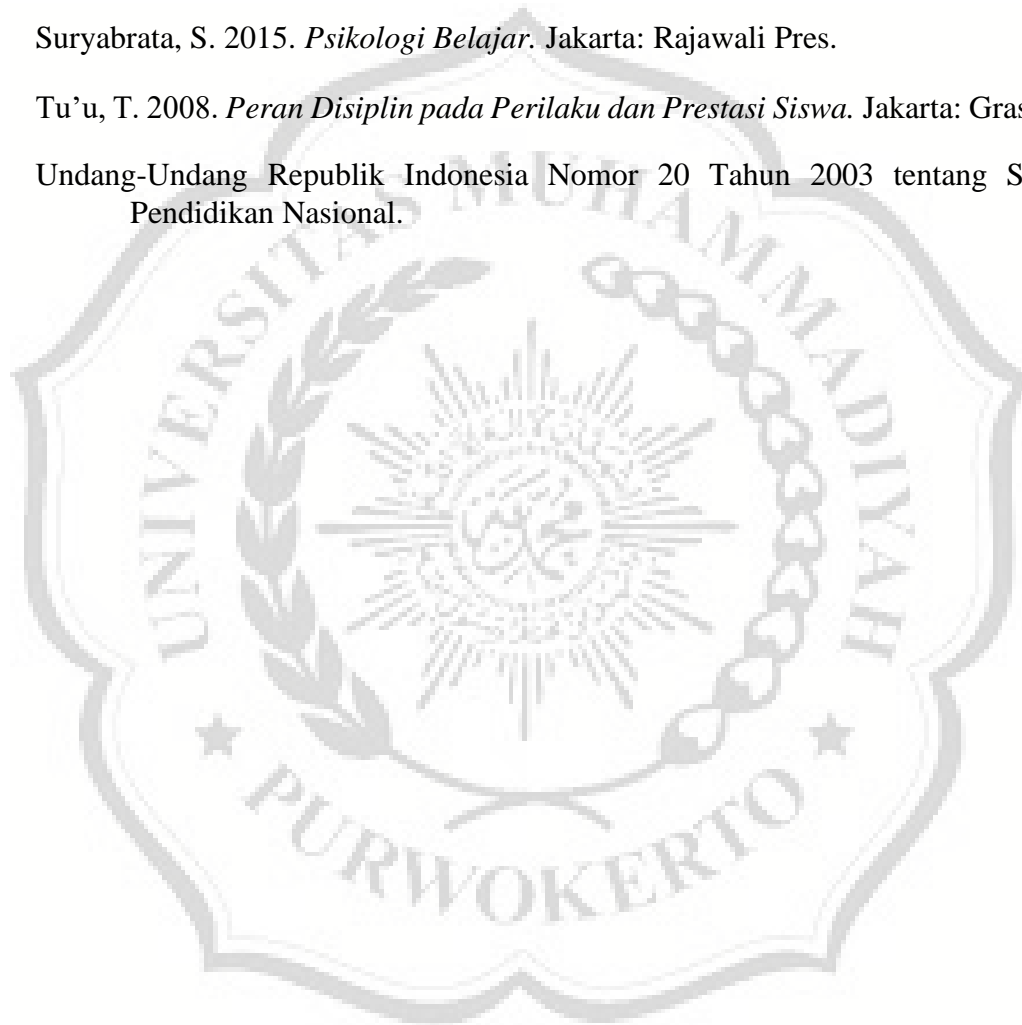 Suryabrata, S. 2015. Psikologi Belajar. Jakarta: Rajawali Pres.
Tu’u, T. 2008. Peran Disiplin pada Perilaku dan Prestasi Siswa. Jakarta: Gras
Undang-Undang Republik Indonesia Nomor 20 Tahun 2003 tentang S
Pendidikan Nasional.
UNIVERSITAS MUHAMMADIYAH
PURWOKERTO